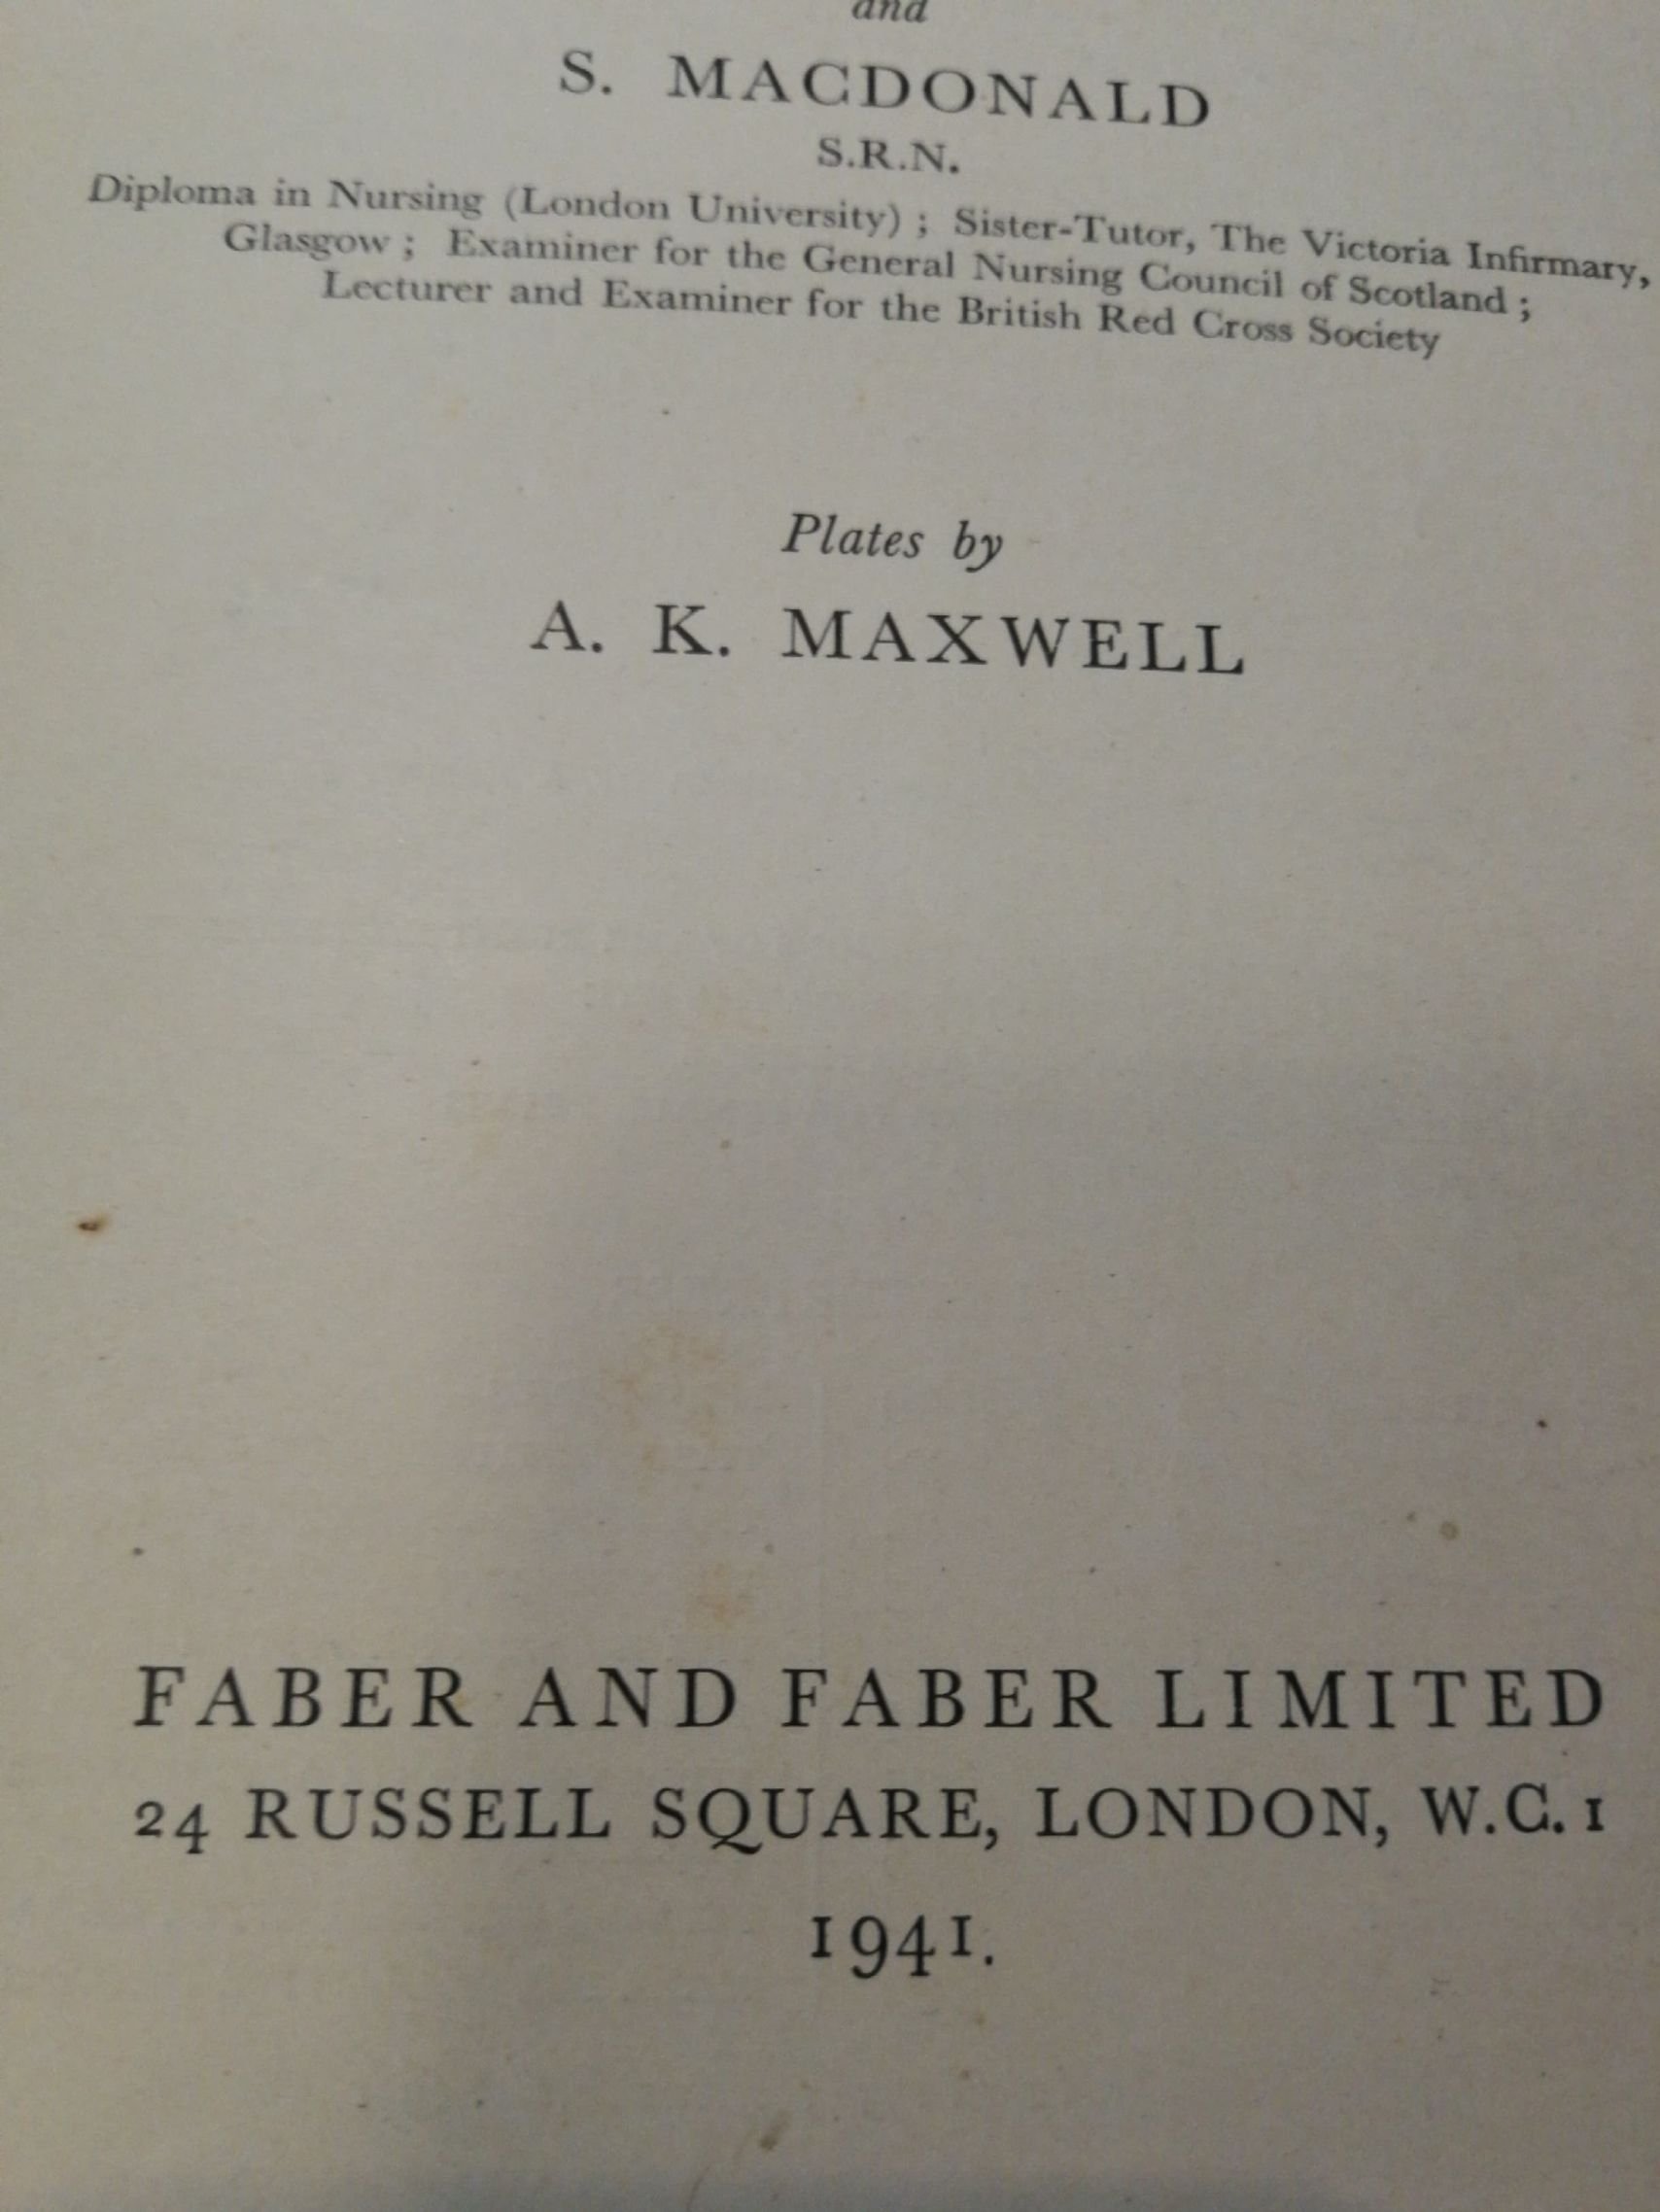 and
S. MACDONALD
S.R.N.
Diploma in Nursing (London University) ; Sister-Tutor, The Victoria Infirmary,
Glasgow ; Examiner for the General Nursing Council of Scotland ;
Lecturer and Examiner for the British Red Cross Society
Plates by
A. K. MAXWELL
FABER AND FABER LIMITED
24 RUSSELL SQUARE, LONDON, W.C. 1
1941.